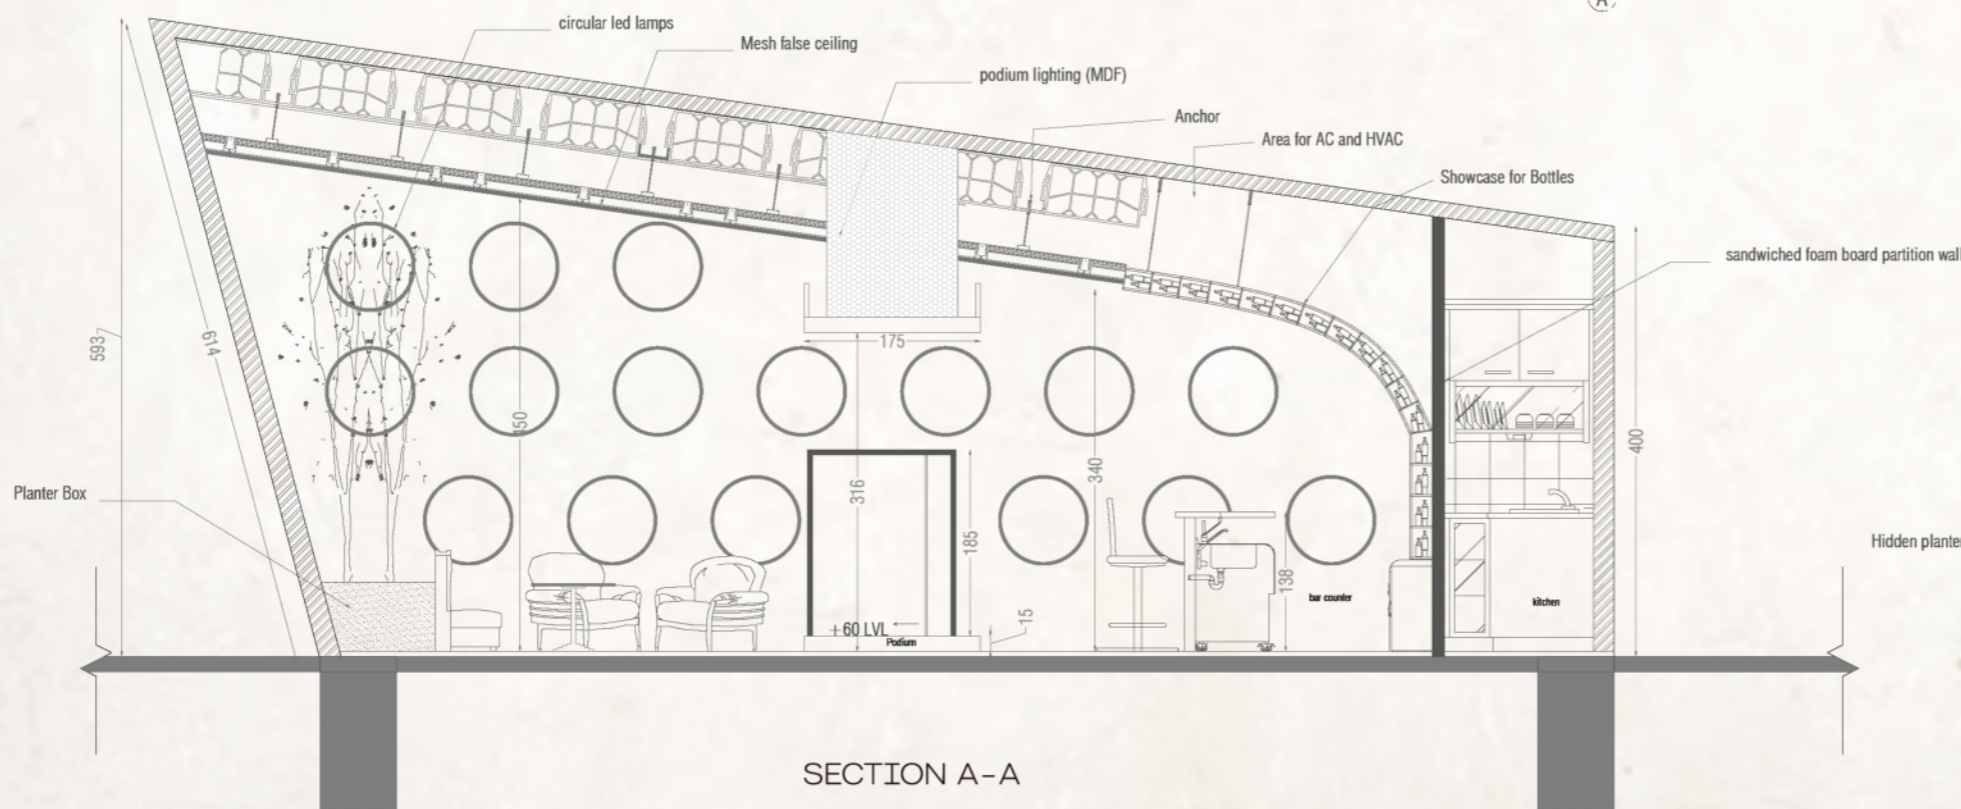 A
circular led lamps
Mesh false ceiling
podium lighting (MDF)
Anchor
Area for AC and HVAC
Showcase for Bottles
sandwiched foam board partition wall
593
614
175
400
Planter Box
316
340
185
Hidden planter
138
bar counter
kitchen
15
+60 LVL
Podium
SECTION A-A